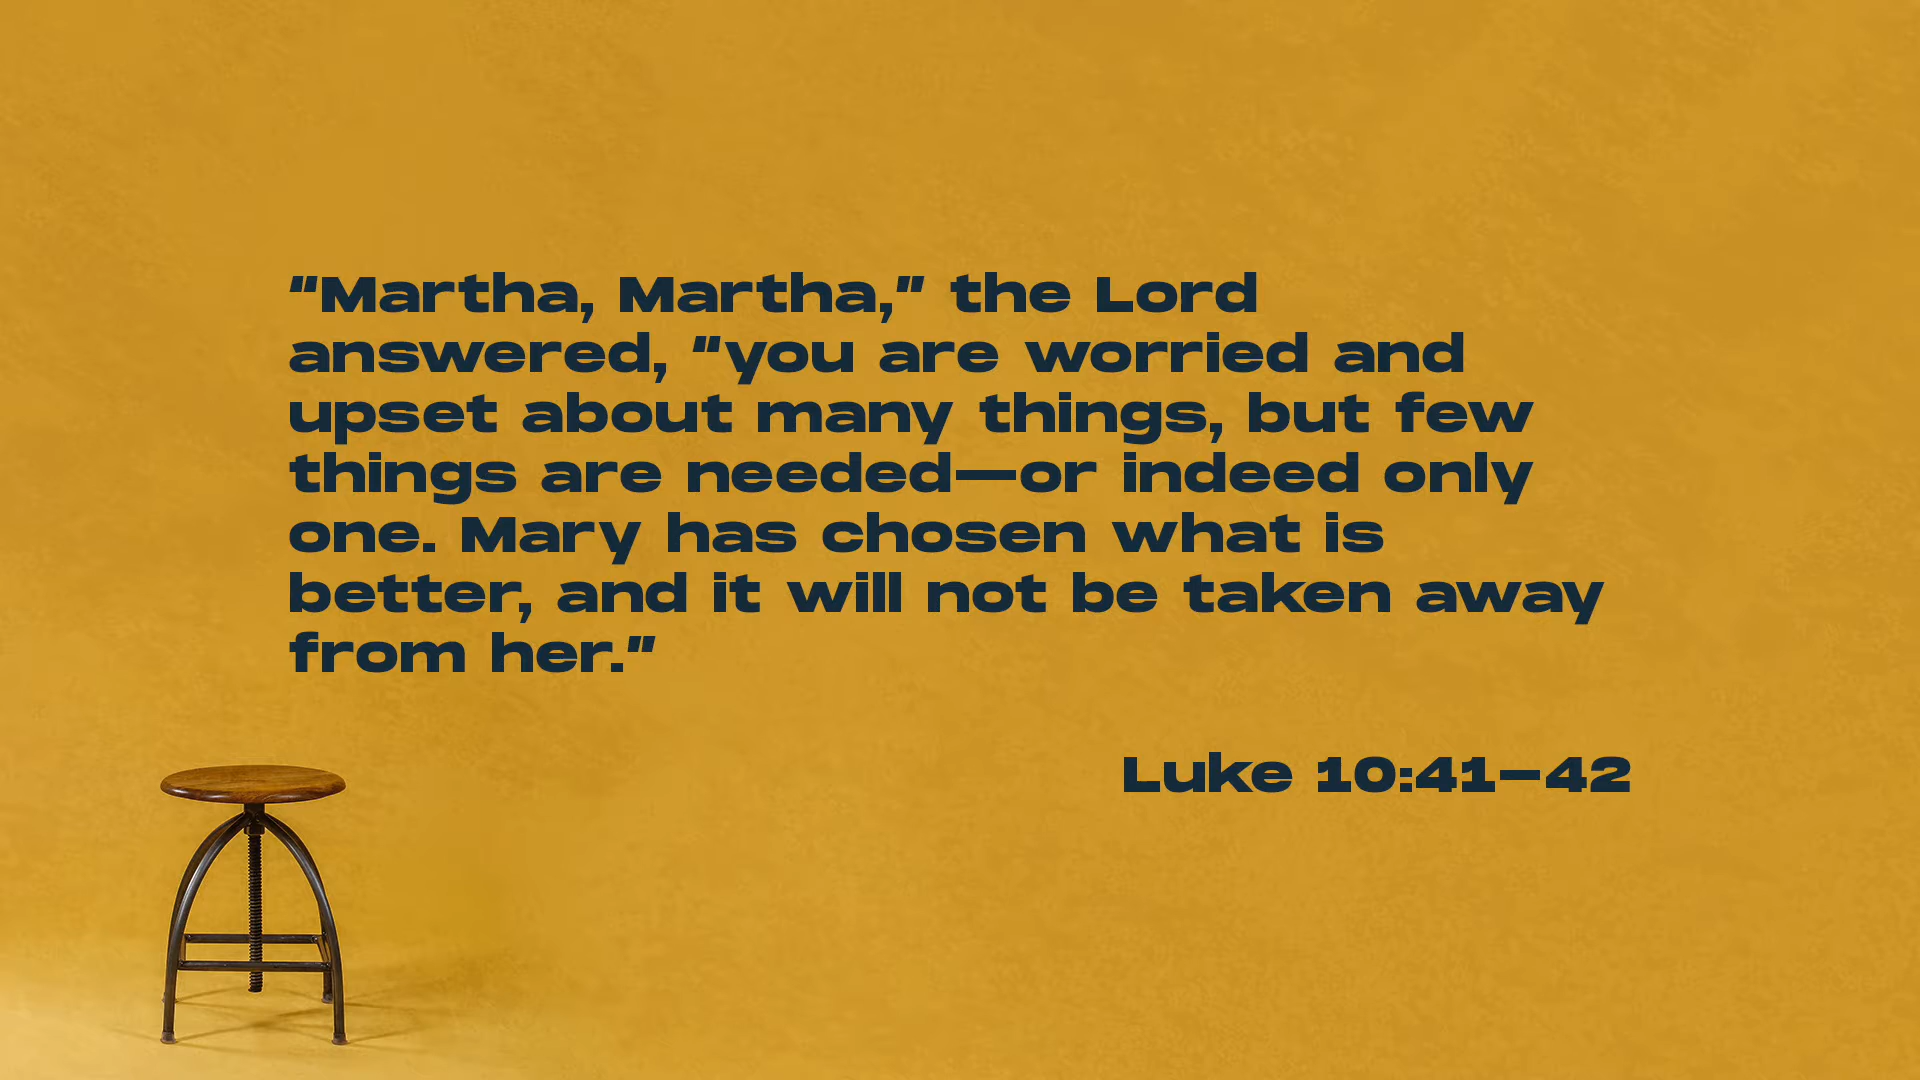 “Martha, Martha,” the Lord
answered, “you are worried and
upset about many things, but few
things are needed—or indeed only
one. Mary has chosen what is
better, and it will not be taken away
from her.”
Luke 10:41–42